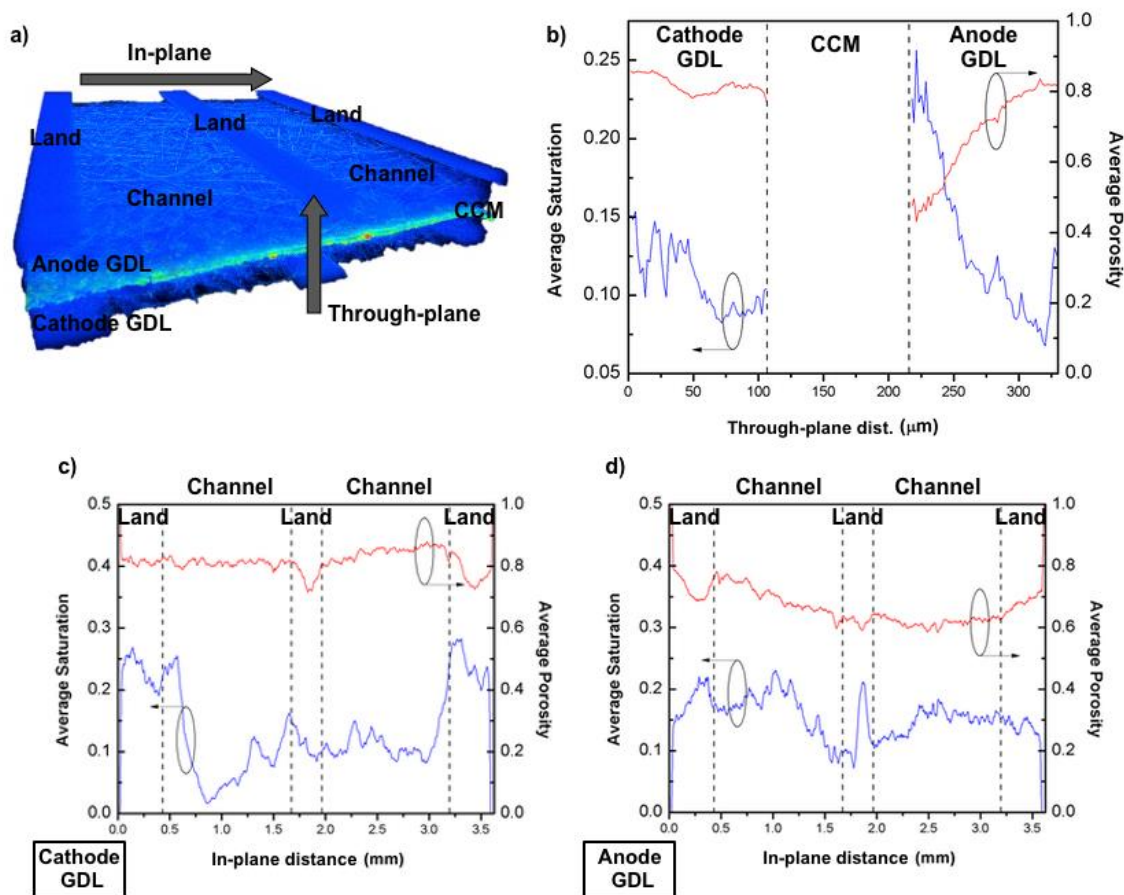 a)
In-plane
Land
Land
Land
Channel
Channel
CCM
Anode GDL
Cathode GDL
Through-plane
b)
Cathode GDL
CCM
Anode GDL
1.0
0.8
0.6
0.4
0.2
0.0
0.25
0.20
0.15
0.10
0.05
Average Saturation
Average Porosity
0 50 100 150 200 250 300
Through-plane dist. (μm)
c)
Channel Channel
Land Land Land
0.5
0.4
0.3
0.2
0.1
0.0
1.0
0.8
0.6
0.4
0.2
0.0
Average Saturation
Average Porosity
0.0 0.5 1.0 1.5 2.0 2.5 3.0 3.5
In-plane distance (mm)
Cathode
GDL
d)
Channel Channel
Land Land Land
0.5
0.4
0.3
0.2
0.1
0.0
1.0
0.8
0.6
0.4
0.2
0.0
Average Saturation
Average Porosity
0.0 0.5 1.0 1.5 2.0 2.5 3.0 3.5
In-plane distance (mm)
Anode
GDL